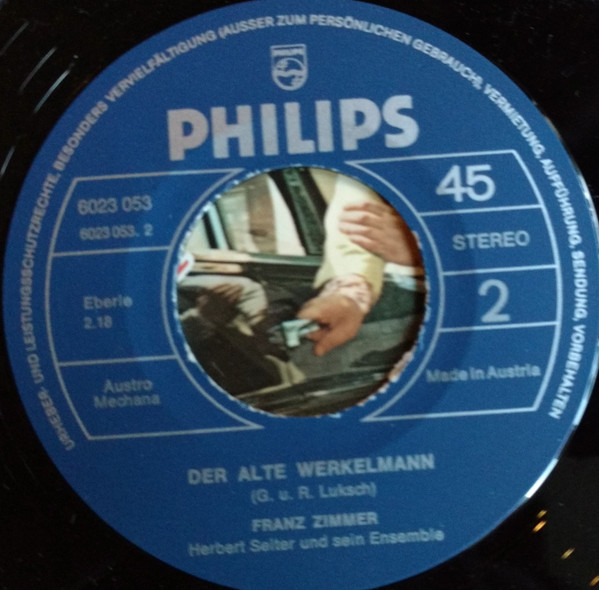 URHEBER- UND LEISTUNGSSCHUTZRECHTE, BESONDERS VERVIELFÄLTIGUNG (AUSSER ZUM PERSÖNLICHEN GEBRAUCH), VERMIETUNG, AUFFÜHRUNG, SENDUNG, VORBEHALTEN
PHILIPS
PHILIPS
6023 053
6023 053. 2
45
STEREO
Eberle
2.18
2
Austro
Mechana
Made in Austria
DER ALTE WERKELMANN
(G. u. R. Luksch)
FRANZ ZIMMER
Herbert Seiter und sein Ensemble